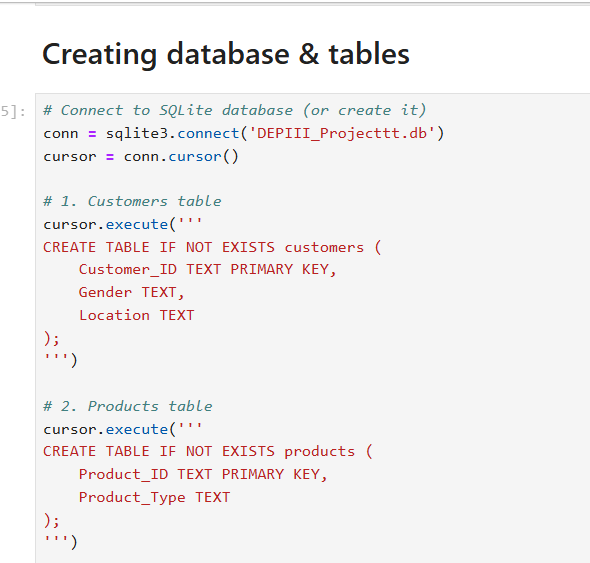 Creating database & tables
5]:
# Connect to SQLite database (or create it)
conn = sqlite3.connect('DEPIII_Projecttt.db')
cursor = conn.cursor()
# 1. Customers table
cursor.execute('''
CREATE TABLE IF NOT EXISTS customers (
    Customer_ID TEXT PRIMARY KEY,
    Gender TEXT,
    Location TEXT
);
''')
# 2. Products table
cursor.execute('''
CREATE TABLE IF NOT EXISTS products (
    Product_ID TEXT PRIMARY KEY,
    Product_Type TEXT
);
''')